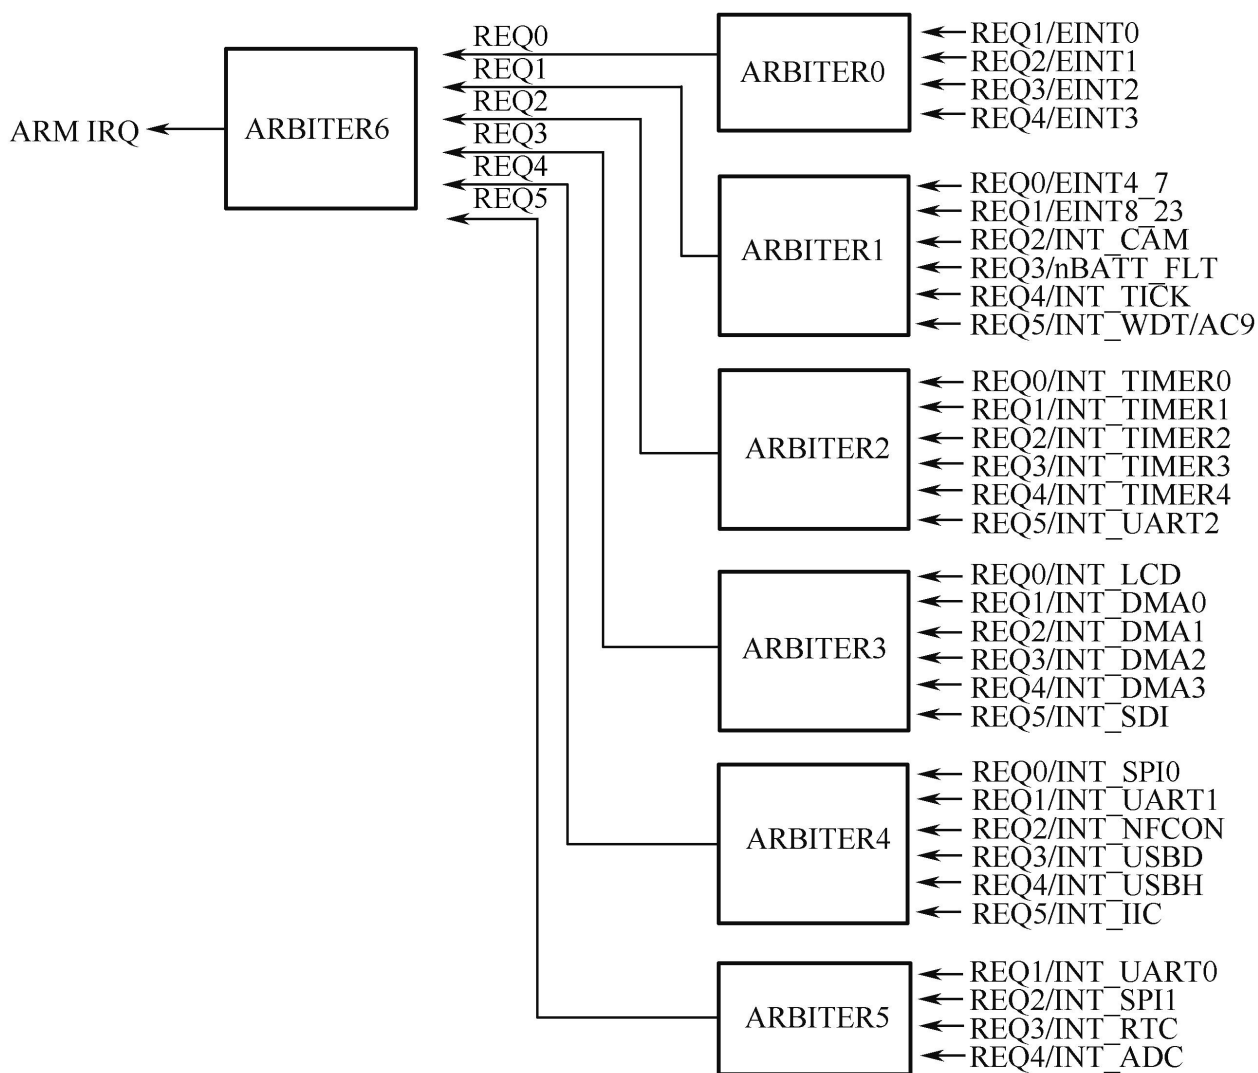 ARM IRQ
ARBITER6
REQ0
REQ1
REQ2
REQ3
REQ4
REQ5
ARBITER0
REQ1/EINT0
REQ2/EINT1
REQ3/EINT2
REQ4/EINT3
ARBITER1
REQ0/EINT4_7
REQ1/EINT8_23
REQ2/INT_CAM
REQ3/nBATT_FLT
REQ4/INT_TICK
REQ5/INT_WDT/AC9
ARBITER2
REQ0/INT_TIMER0
REQ1/INT_TIMER1
REQ2/INT_TIMER2
REQ3/INT_TIMER3
REQ4/INT_TIMER4
REQ5/INT_UART2
ARBITER3
REQ0/INT_LCD
REQ1/INT_DMA0
REQ2/INT_DMA1
REQ3/INT_DMA2
REQ4/INT_DMA3
REQ5/INT_SDI
ARBITER4
REQ0/INT_SPI0
REQ1/INT_UART1
REQ2/INT_NFCON
REQ3/INT_USBD
REQ4/INT_USBH
REQ5/INT_IIC
ARBITER5
REQ1/INT_UART0
REQ2/INT_SPI1
REQ3/INT_RTC
REQ4/INT_ADC